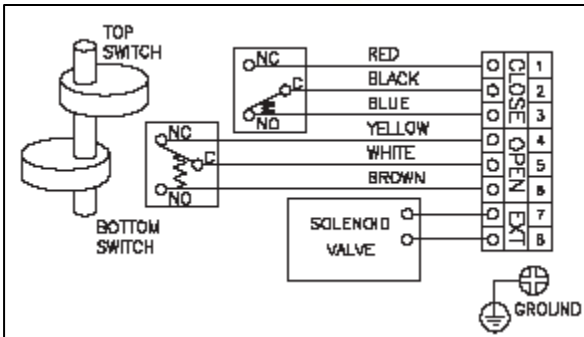 TOP
SWITCH
NC
C
NO
NC
C
NO
BOTTOM
SWITCH
RED
BLACK
BLUE
YELLOW
WHITE
BROWN
SOLENOID
VALVE
CLOSE
OPEN
EXT
1
2
3
4
5
6
7
8
GROUND